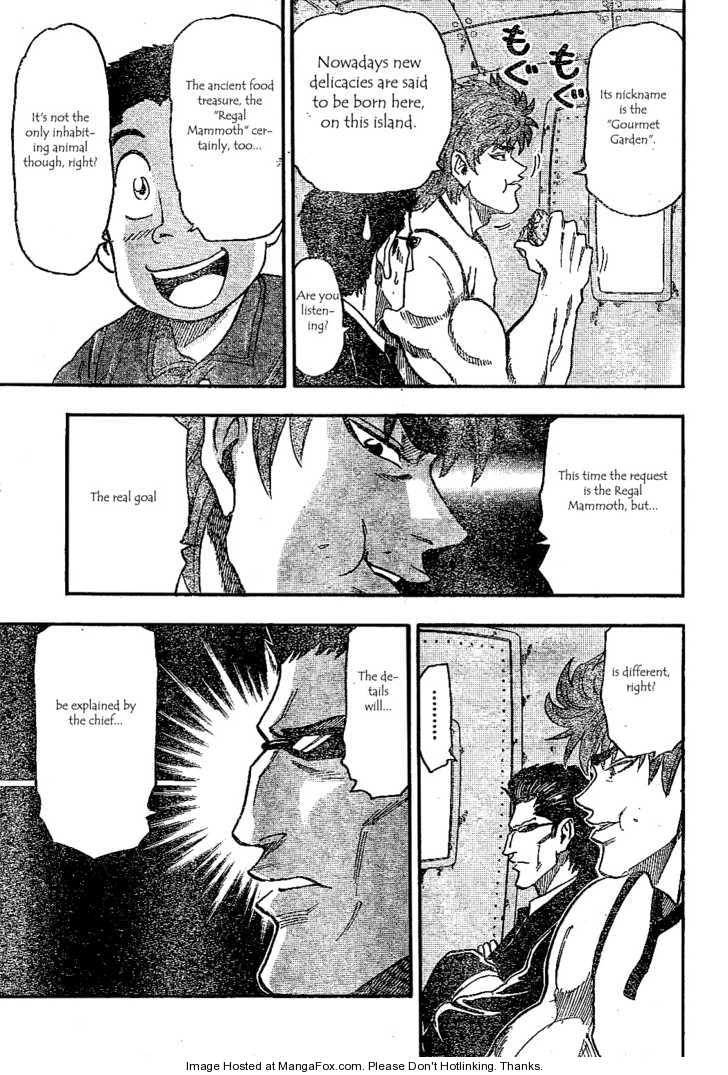 Its nickname
is the
"Gourmet
Garden".
もぐ
もぐ
Nowadays new
delicacies are said
to be born here,
on this island.
Are you
listen-
ing?
The ancient food
treasure, the
"Regal
Mammoth" cer-
tainly, too...
It's not the
only inhabit-
ing animal
though, right?
This time the request
is the Regal
Mammoth, but...
The real goal
is different,
right?
.........
The de-
tails
will...
be explained by
the chief...
Image Hosted at MangaFox.com. Please Don't Hotlinking. Thanks.